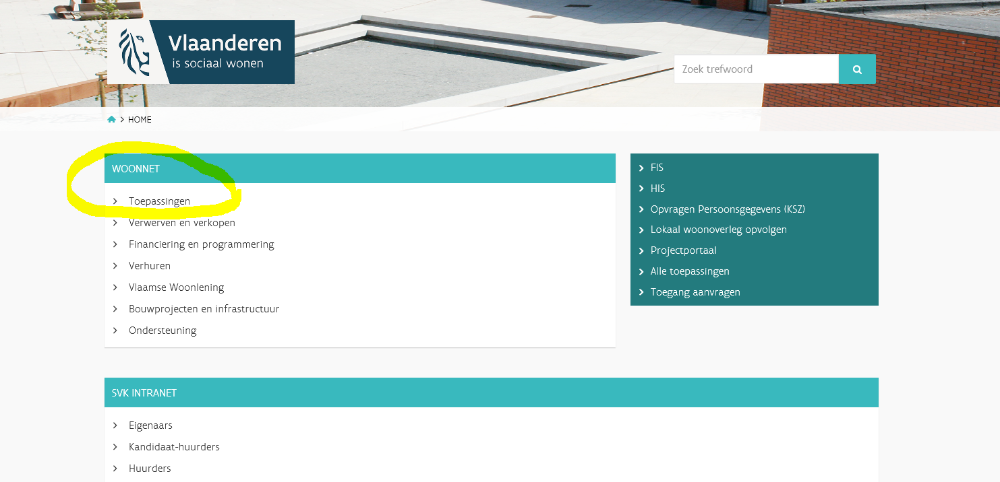 Vlaanderen
is sociaal wonen
Zoek trefwoord
HOME
WOONNET
Toepassingen
Verwerven en verkopen
Financiering en programmering
Verhuren
Vlaamse Woonlening
Bouwprojecten en infrastructuur
Ondersteuning
FIS
HIS
Opvragen Persoonsgegevens (KSZ)
Lokaal woonoverleg opvolgen
Projectportaal
Alle toepassingen
Toegang aanvragen
SVK INTRANET
Eigenaars
Kandidaat-huurders
Huurders